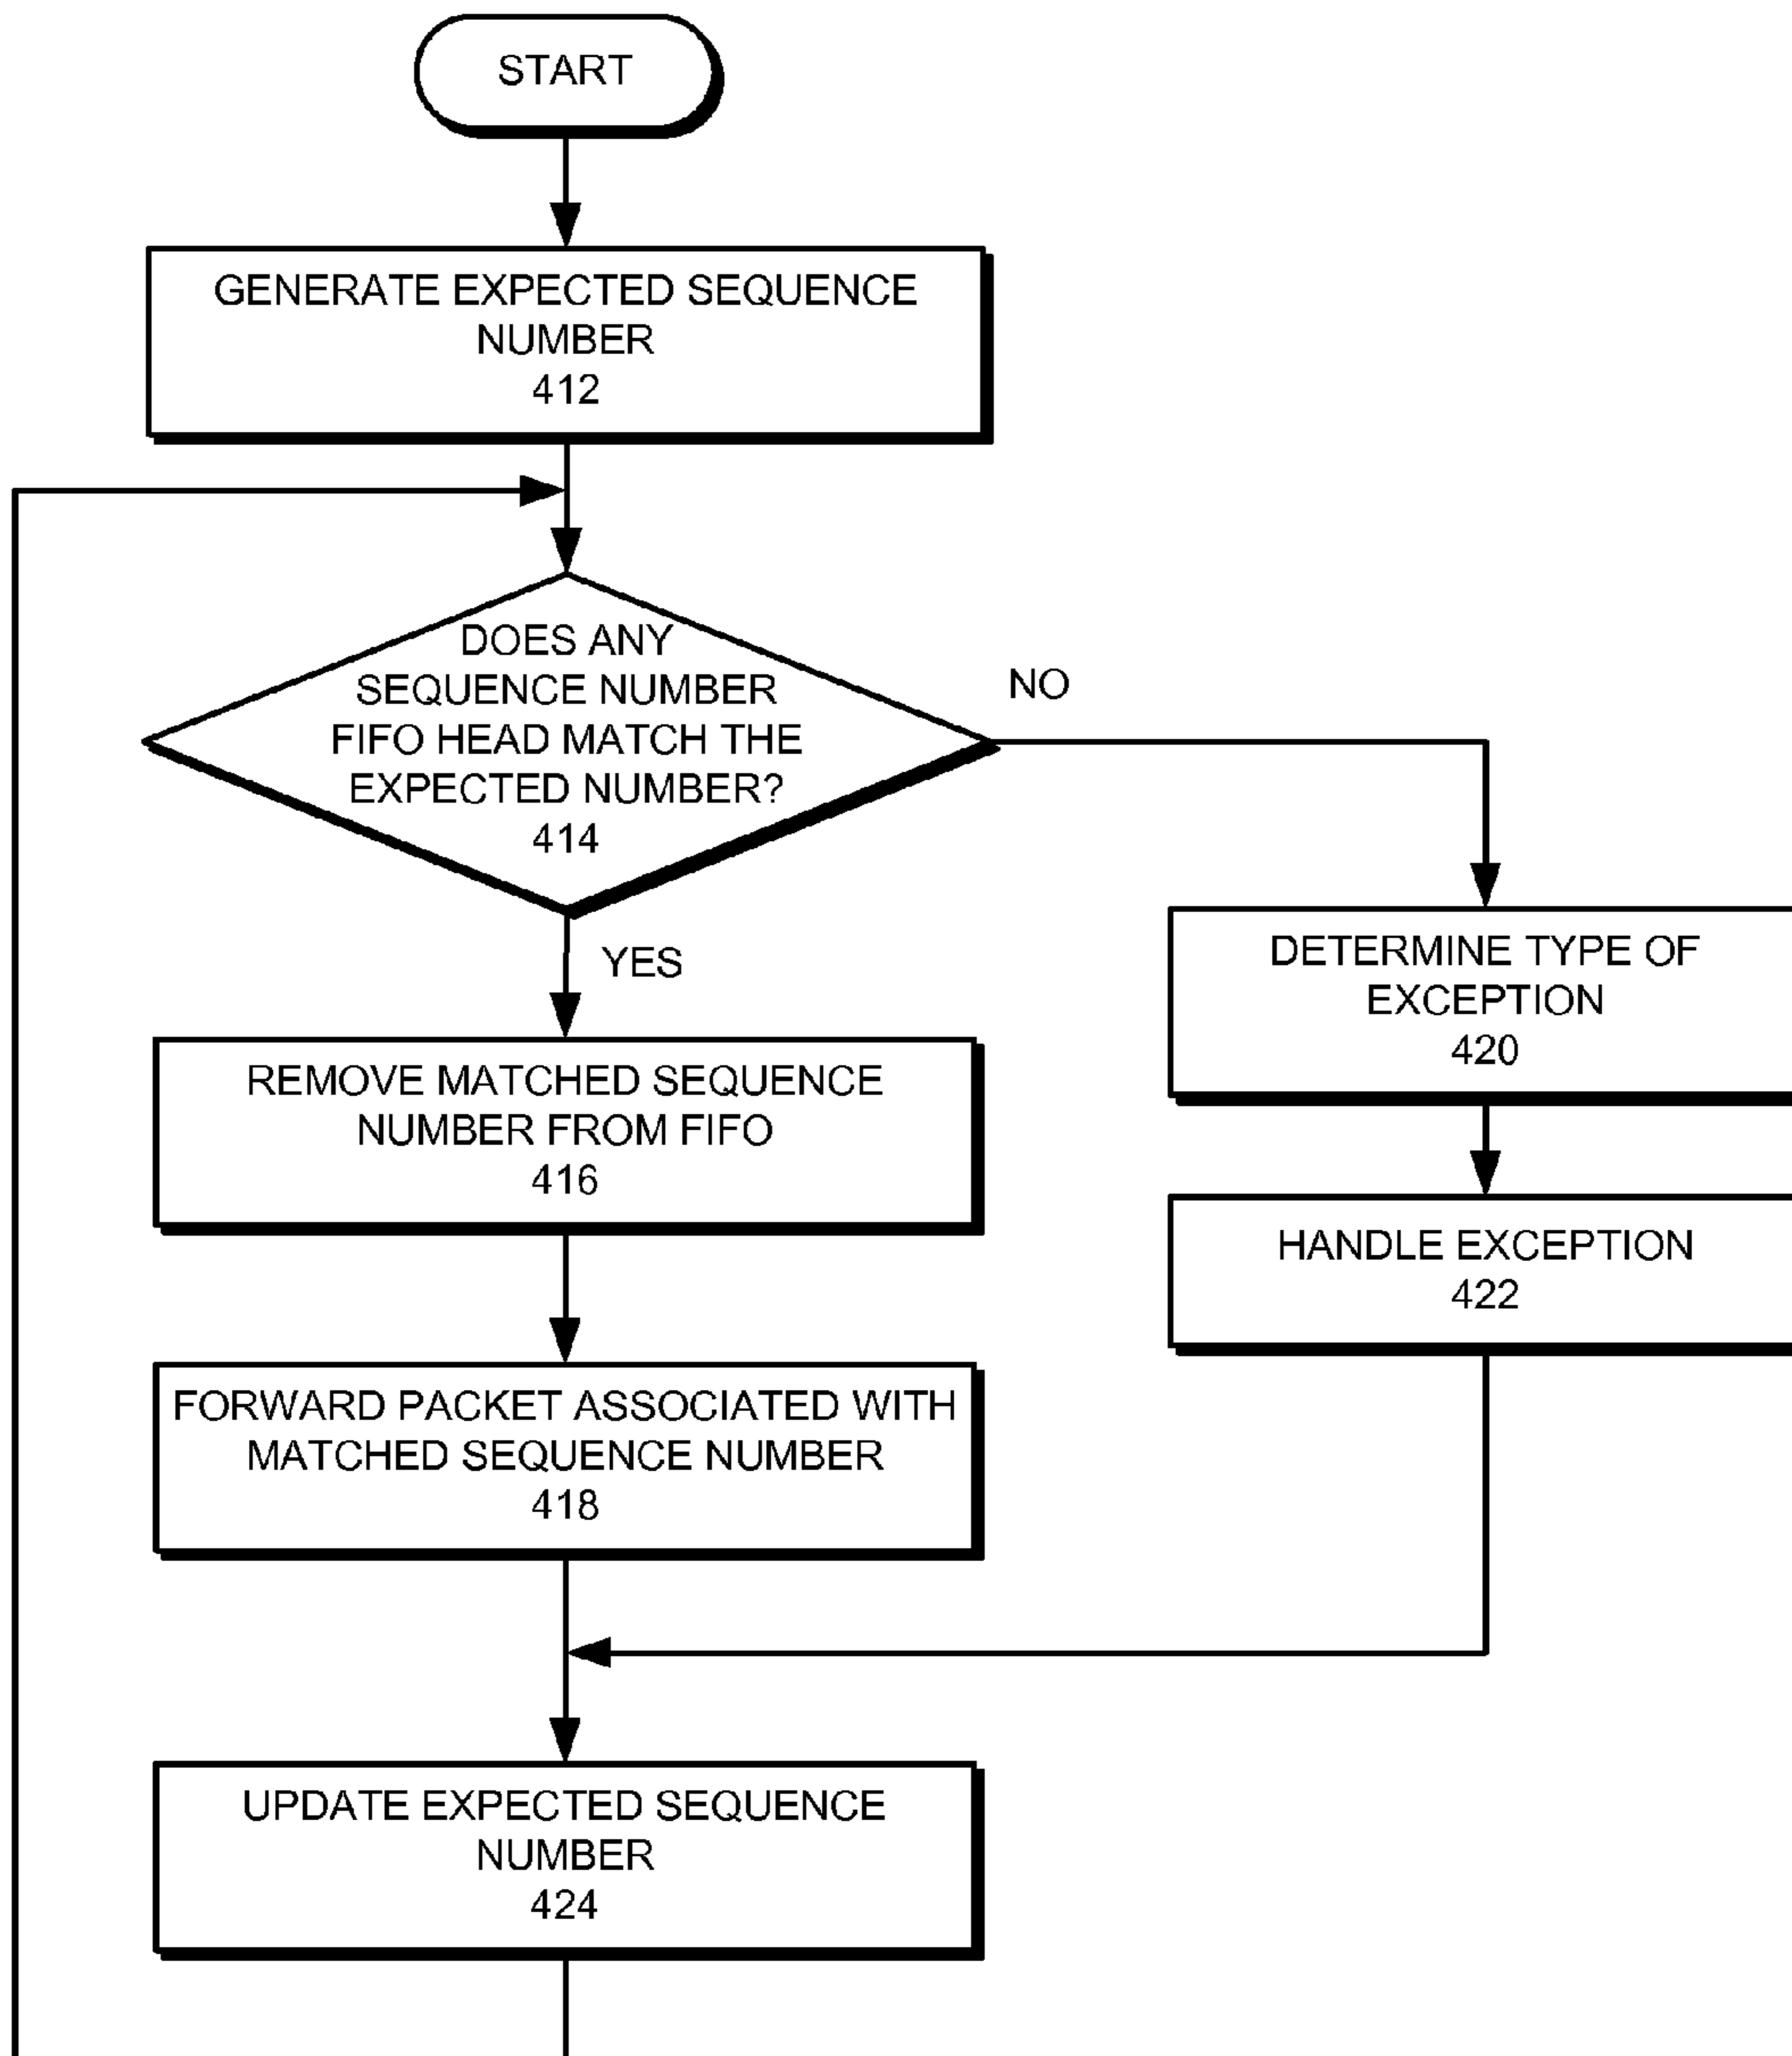 START
GENERATE EXPECTED SEQUENCE
NUMBER
412
DOES ANY
SEQUENCE NUMBER
FIFO HEAD MATCH THE
EXPECTED NUMBER?
414
NO
YES
DETERMINE TYPE OF
EXCEPTION
420
REMOVE MATCHED SEQUENCE
NUMBER FROM FIFO
416
HANDLE EXCEPTION
422
FORWARD PACKET ASSOCIATED WITH
MATCHED SEQUENCE NUMBER
418
UPDATE EXPECTED SEQUENCE
NUMBER
424